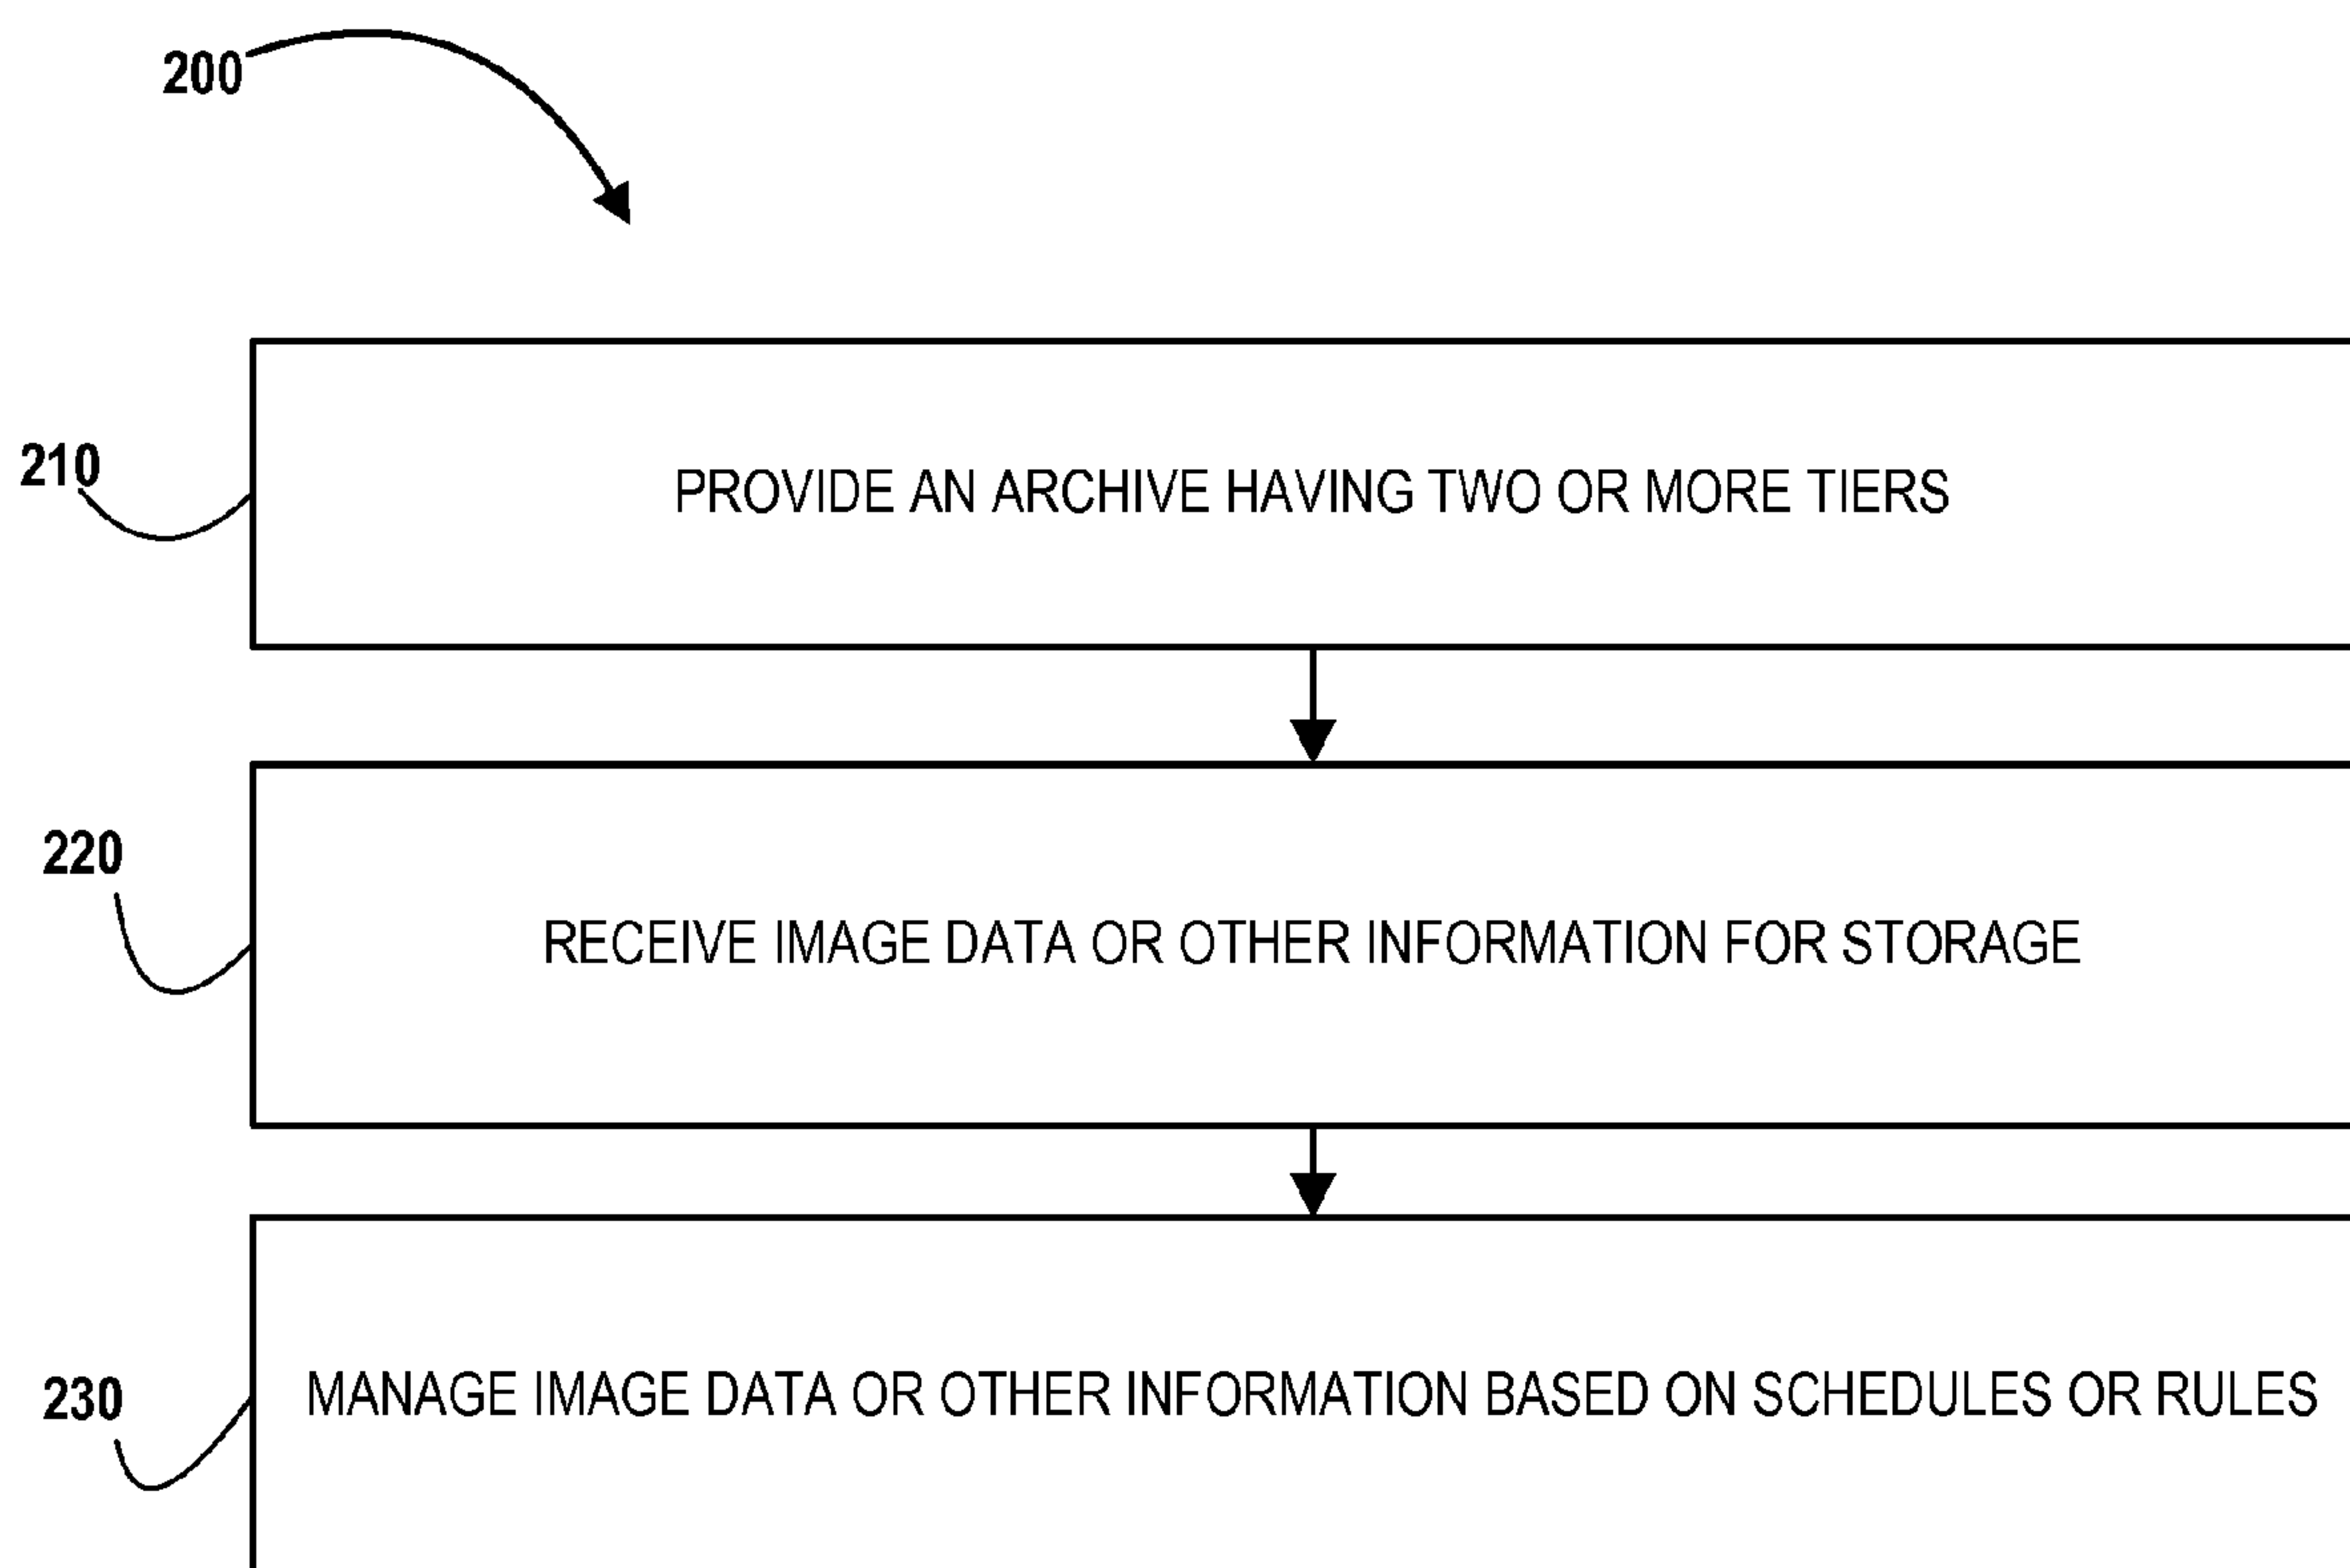 200
210
PROVIDE AN ARCHIVE HAVING TWO OR MORE TIERS
220
RECEIVE IMAGE DATA OR OTHER INFORMATION FOR STORAGE
230
MANAGE IMAGE DATA OR OTHER INFORMATION BASED ON SCHEDULES OR RULES